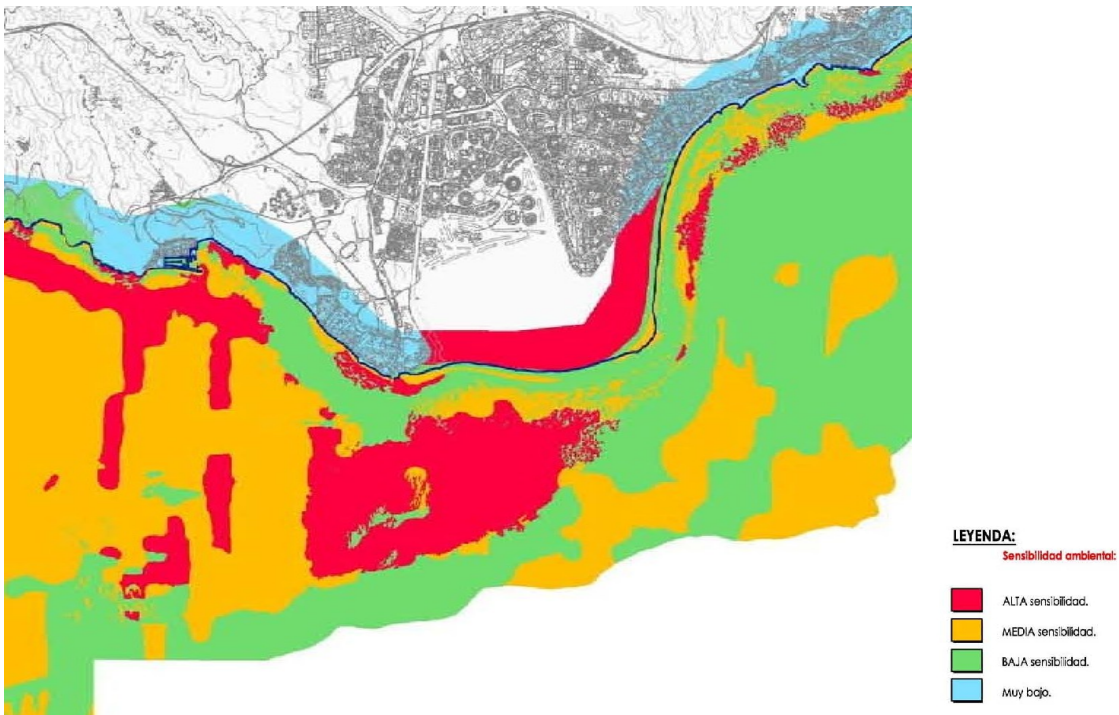 LEYENDA:
Sensibilidad ambiental:
ALTA sensibilidad.
MEDIA sensibilidad.
BAJA sensibilidad.
Muy bajo.